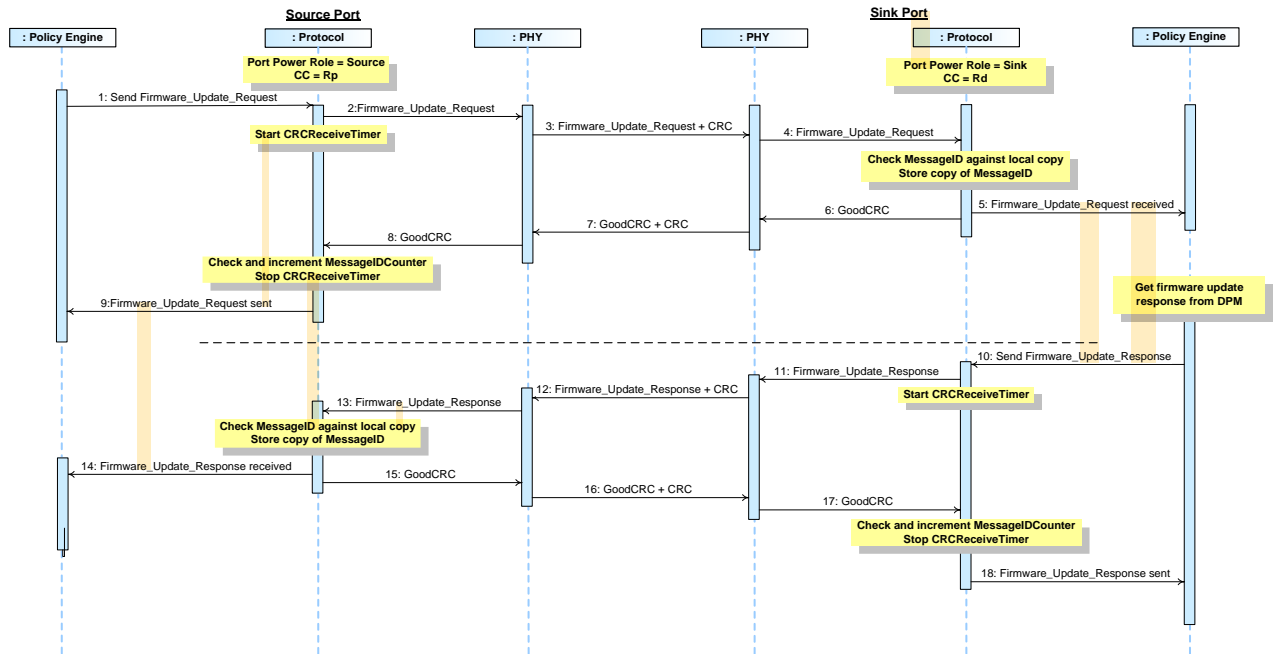 Source Port
Sink Port
: Policy Engine
: Protocol
: PHY
: PHY
: Protocol
: Policy Engine
Port Power Role = Source
CC = Rp
Port Power Role = Sink
CC = Rd
1: Send Firmware_Update_Request
2:Firmware_Update_Request
Start CRCReceiveTimer
3: Firmware_Update_Request + CRC
4: Firmware_Update_Request
Check MessageID against local copy
Store copy of MessageID
5: Firmware_Update_Request received
6: GoodCRC
7: GoodCRC + CRC
8: GoodCRC
Check and increment MessageIDCounter
Stop CRCReceiveTimer
9:Firmware_Update_Request sent
Get firmware update
response from DPM
10: Send Firmware_Update_Response
11: Firmware_Update_Response
Start CRCReceiveTimer
12: Firmware_Update_Response + CRC
13: Firmware_Update_Response
Check MessageID against local copy
Store copy of MessageID
14: Firmware_Update_Response received
15: GoodCRC
16: GoodCRC + CRC
17: GoodCRC
Check and increment MessageIDCounter
Stop CRCReceiveTimer
18: Firmware_Update_Response sent